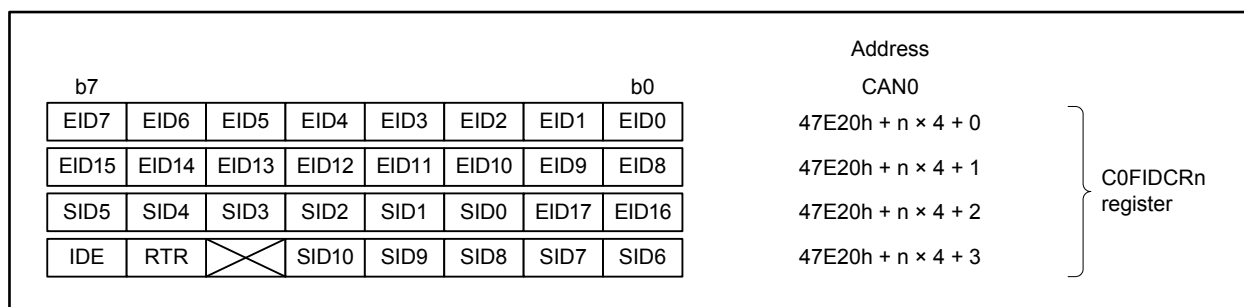 Address
b7 b0 CAN0
EID7 EID6 EID5 EID4 EID3 EID2 EID1 EID0 47E20h + n × 4 + 0
EID15 EID14 EID13 EID12 EID11 EID10 EID9 EID8 47E20h + n × 4 + 1
SID5 SID4 SID3 SID2 SID1 SID0 EID17 EID16 47E20h + n × 4 + 2
IDE RTR SID10 SID9 SID8 SID7 SID6 47E20h + n × 4 + 3
C0FIDCRn
register